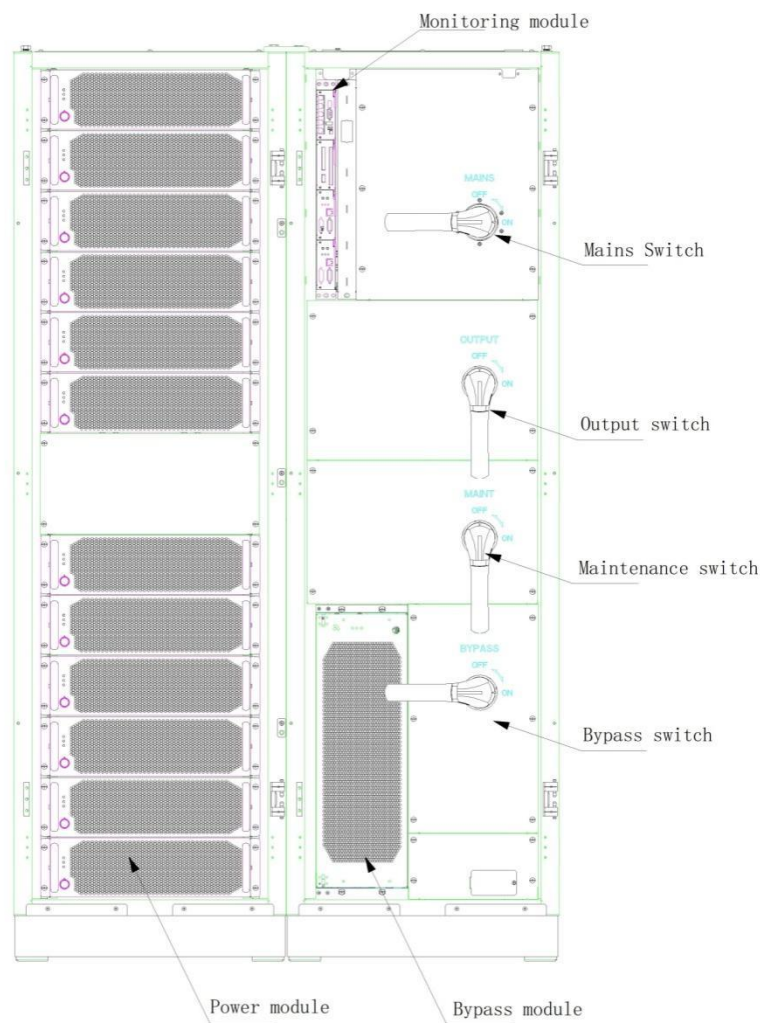 Monitoring module
MAINS
OFF
ON
Mains Switch
OUTPUT
OFF
ON
Output switch
MAINT
OFF
ON
Maintenance switch
BYPASS
OFF
ON
Bypass switch
Power module
Bypass module